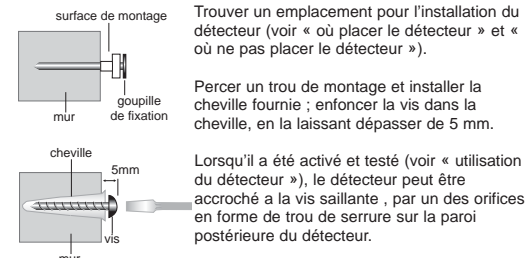 surface de montage
goupille
de fixation
mur
cheville
5mm
vis
mur
Trouver un emplacement pour l'installation du
détecteur (voir « où placer le détecteur » et «
où ne pas placer le détecteur »).
Percer un trou de montage et installer la
cheville fournie ; enfoncer la vis dans la
cheville, en la laissant dépasser de 5 mm.
Lorsqu'il a été activé et testé (voir « utilisation
du détecteur »), le détecteur peut être
accroché a la vis saillante , par un des orifices
en forme de trou de serrure sur la paroi
postérieure du détecteur.